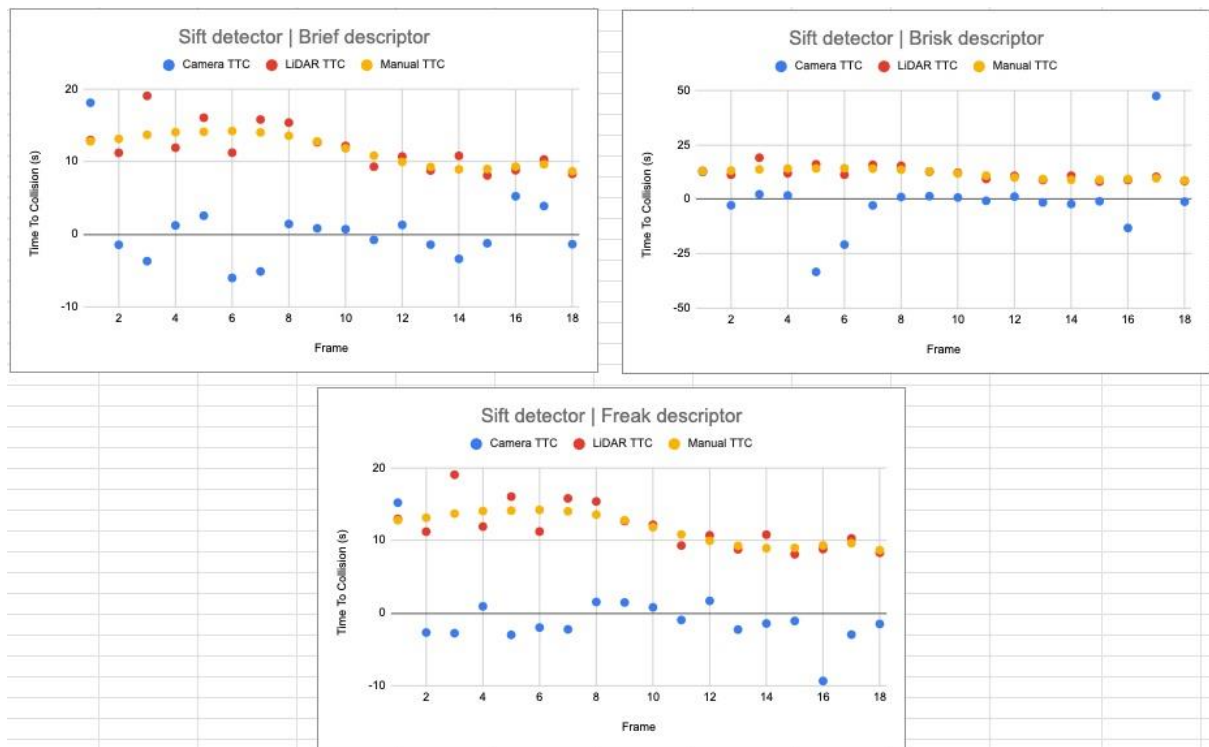 Sift detector | Brief descriptor
Camera TTC LiDAR TTC Manual TTC
Time To Collision (s)
20
10
0
-10
2 4 6 8 10 12 14 16 18
Frame
Sift detector | Brisk descriptor
Camera TTC LiDAR TTC Manual TTC
Time To Collision (s)
50
25
0
-25
-50
2 4 6 8 10 12 14 16 18
Frame
Sift detector | Freak descriptor
Camera TTC LiDAR TTC Manual TTC
Time To Collision (s)
20
10
0
-10
2 4 6 8 10 12 14 16 18
Frame